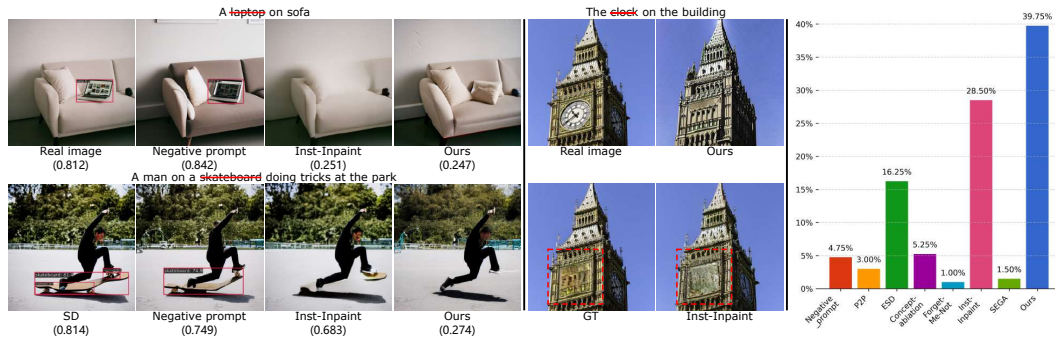 A laptop on sofa
Real image
(0.812)
Negative prompt
(0.842)
Inst-Inpaint
(0.251)
Ours
(0.247)
A man on a skateboard doing tricks at the park
SD
(0.814)
Negative prompt
(0.749)
Inst-Inpaint
(0.683)
Ours
(0.274)
The clock on the building
Real image
Ours
GT
Inst-Inpaint
40%
35%
30%
25%
20%
15%
10%
5%
0%
4.75%
3.00%
16.25%
5.25%
1.00%
28.50%
1.50%
39.75%
Negative
prompt
P2P
ESD
Concept-
ablation
Forget-
Me-Not
Inst-
Inpaint
SEGA
Ours